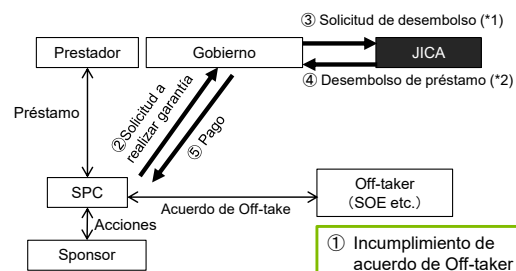 ③ Solicitud de desembolso (*1)
Prestador
Gobierno
JICA
④ Desembolso de préstamo (*2)
Préstamo
②Solicitud a
realizar garantía
⑤ Pago
SPC
Acuerdo de Off-take
Off-taker
(SOE etc.)
Acciones
Sponsor
① Incumplimiento de
acuerdo de Off-taker